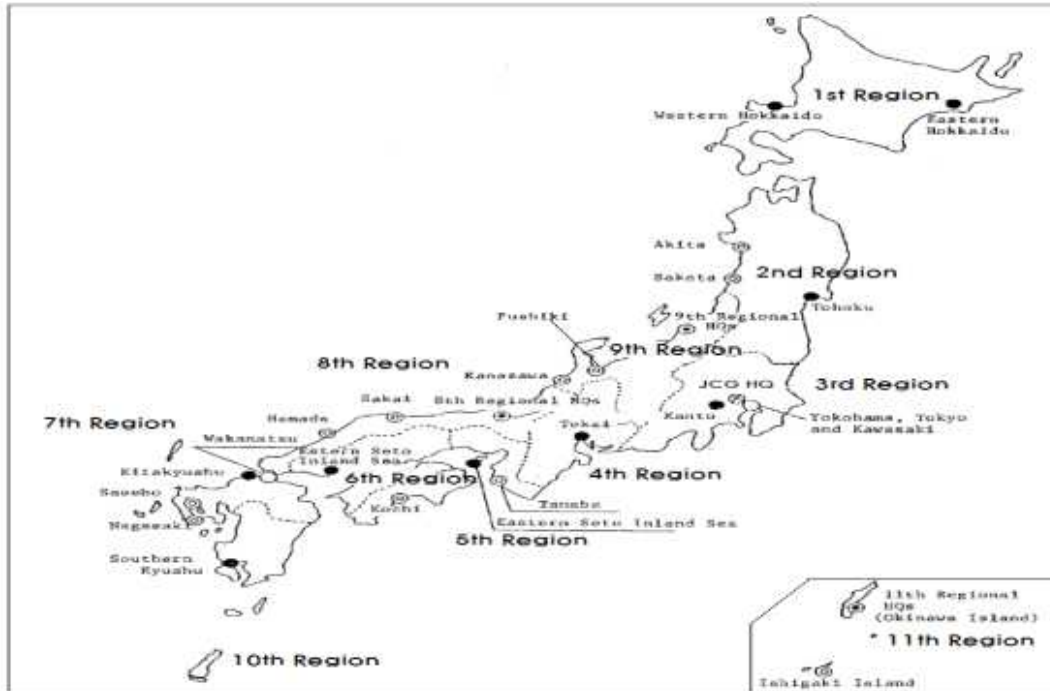 1st Region
Western Hokkaido
Eastern
Hokkaido
Akita
Sakata
2nd Region
Tohoku
9th Regional
HQs
Fushiki
9th Region
8th Region
Kanazawa
JCG HQ
3rd Region
Sakai
8th Regional HQs
Kantu
Yokohama, Tokyo
and Kawasaki
7th Region
Hamada
Tokai
Wakamatsu
Estern Seto
Inland Sea
4th Region
Kitakyushu
6th Region
Sasebo
Kochi
Tanabe
Nagasaki
Eastern Seto Inland Sea
5th Region
Southern
Kyushu
11th Regional
HQs
(Okinawa Island)
11th Region
10th Region
Ishigaki Island